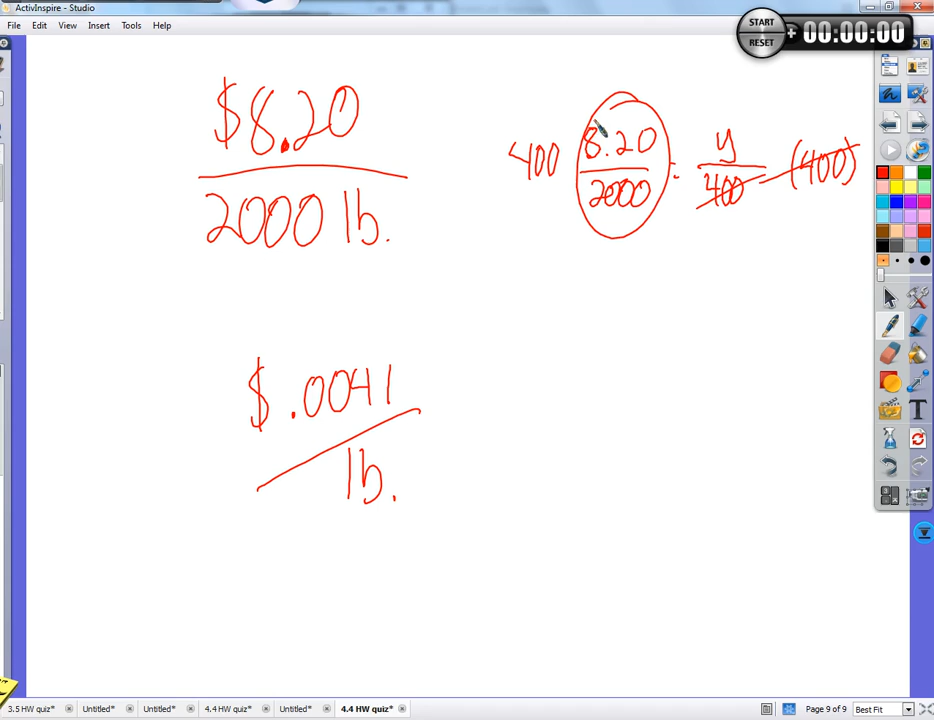 ActivInspire - Studio
File Edit View Insert Tools Help
START
RESET
00:00:00
$8.20
2000 lb.
400 8.20 = y (400)
2000 400
$ .0041
lb.
T
3.5 HW quiz* Untitled* Untitled* 4.4 HW quiz* Untitled* 4.4 HW quiz* Page 9 of 9 Best Fit